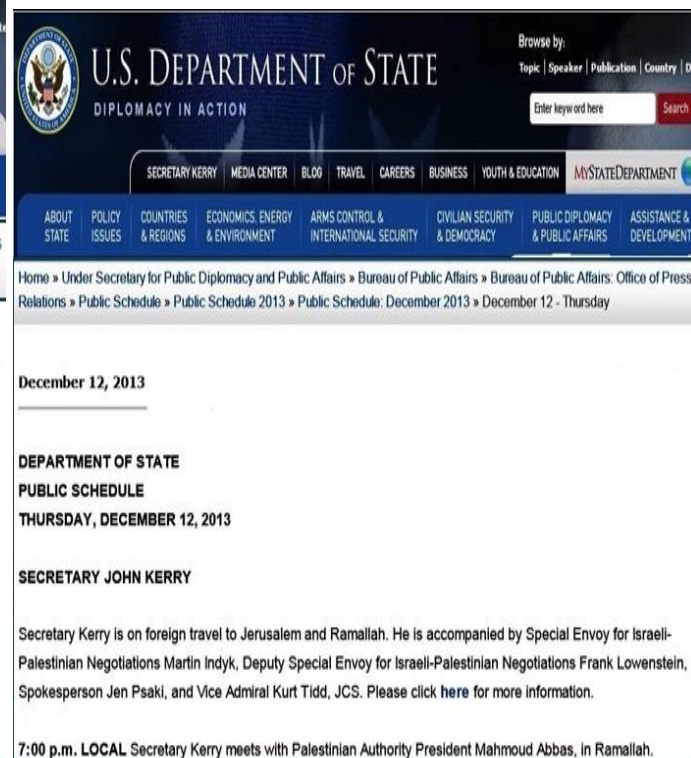 U.S. DEPARTMENT OF STATE
DIPLOMACY IN ACTION
Browse by:
Topic | Speaker | Publication | Country | D
Enter keyword here
Search
SECRETARY KERRY MEDIA CENTER BLOG TRAVEL CAREERS BUSINESS YOUTH & EDUCATION MYSTATEDEPARTMENT
ABOUT STATE
POLICY ISSUES
COUNTRIES & REGIONS
ECONOMICS, ENERGY & ENVIRONMENT
ARMS CONTROL & INTERNATIONAL SECURITY
CIVILIAN SECURITY & DEMOCRACY
PUBLIC DIPLOMACY & PUBLIC AFFAIRS
ASSISTANCE & DEVELOPMENT
Home » Under Secretary for Public Diplomacy and Public Affairs » Bureau of Public Affairs » Bureau of Public Affairs: Office of Press
Relations » Public Schedule » Public Schedule 2013 » Public Schedule: December 2013 » December 12 - Thursday
December 12, 2013
DEPARTMENT OF STATE
PUBLIC SCHEDULE
THURSDAY, DECEMBER 12, 2013
SECRETARY JOHN KERRY
Secretary Kerry is on foreign travel to Jerusalem and Ramallah. He is accompanied by Special Envoy for Israeli-
Palestinian Negotiations Martin Indyk, Deputy Special Envoy for Israeli-Palestinian Negotiations Frank Lowenstein,
Spokesperson Jen Psaki, and Vice Admiral Kurt Tidd, JCS. Please click here for more information.
7:00 p.m. LOCAL Secretary Kerry meets with Palestinian Authority President Mahmoud Abbas, in Ramallah.